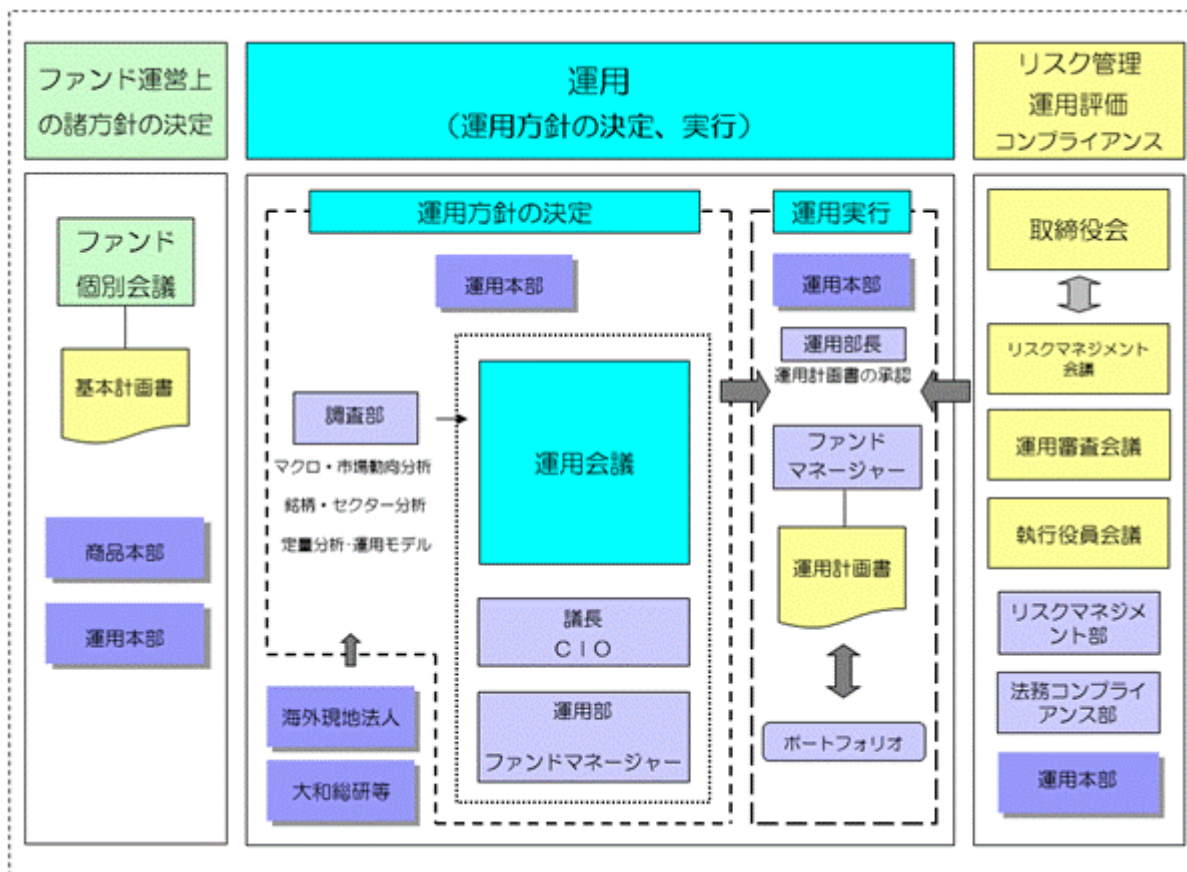 ファンド運営上
の諸方針の決定
ファンド
個別会議
基本計画書
商品本部
運用本部
運用
(運用方針の決定、実行)
運用方針の決定
運用本部
調査部
マクロ・市場動向分析
銘柄・セクター分析
定量分析・運用モデル
運用会議
議長
CIO
運用部
ファンドマネージャー
海外現地法人
大和総研等
運用実行
運用本部
運用部長
運用計画書の承認
ファンド
マネージャー
運用計画書
ポートフォリオ
リスク管理
運用評価
コンプライアンス
取締役会
リスクマネジメント
会議
運用審査会議
執行役員会議
リスクマネジメ
ント部
法務コンプライ
アンス部
運用本部